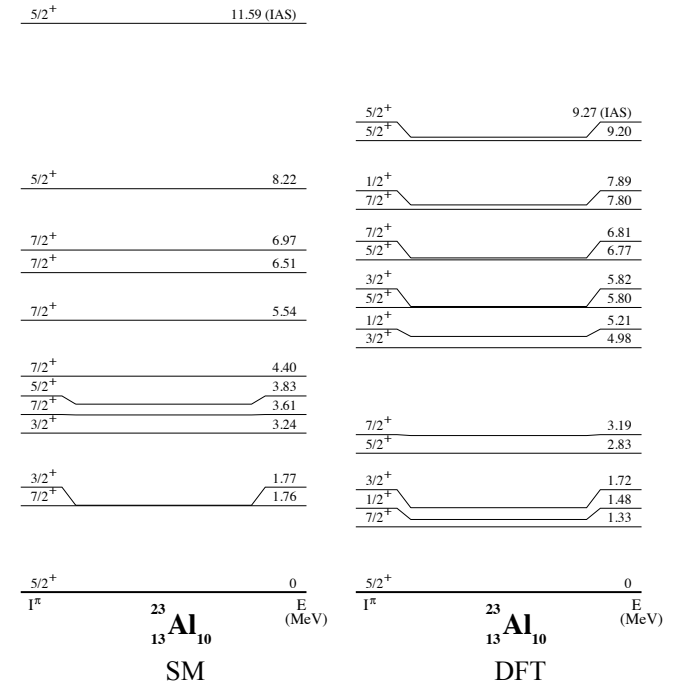 5/2+ 11.59 (IAS)
5/2+ 8.22
7/2+ 6.97
7/2+ 6.51
7/2+ 5.54
7/2+ 4.40
5/2+ 3.83
7/2+ 3.61
3/2+ 3.24
3/2+ 1.77
7/2+ 1.76
5/2+ 0
Iπ E
(MeV)
23
13 Al 10
SM
5/2+ 9.27 (IAS)
5/2+ 9.20
1/2+ 7.89
7/2+ 7.80
7/2+ 6.81
5/2+ 6.77
3/2+ 5.82
5/2+ 5.80
1/2+ 5.21
3/2+ 4.98
7/2+ 3.19
5/2+ 2.83
3/2+ 1.72
1/2+ 1.48
7/2+ 1.33
5/2+ 0
Iπ E
(MeV)
23
13 Al 10
DFT